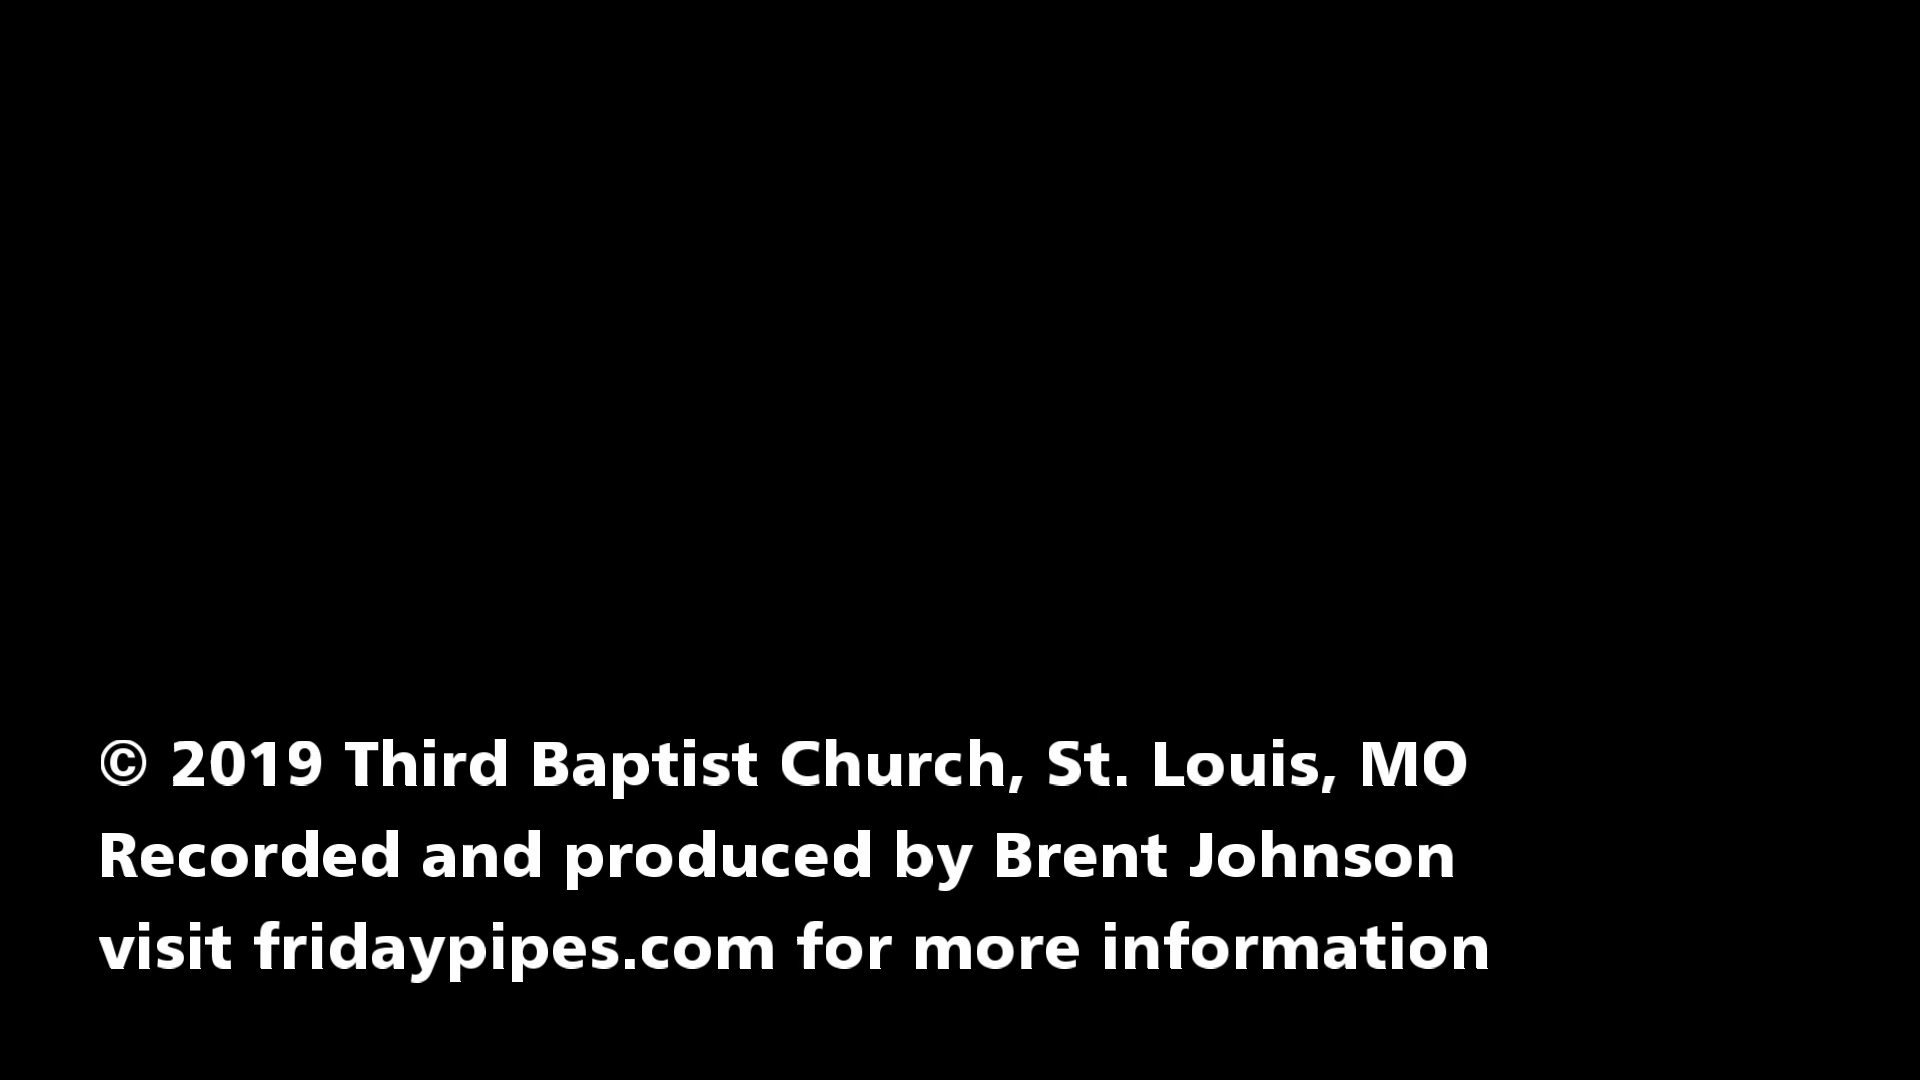 © 2019 Third Baptist Church, St. Louis, MO
Recorded and produced by Brent Johnson
visit fridaypipes.com for more information